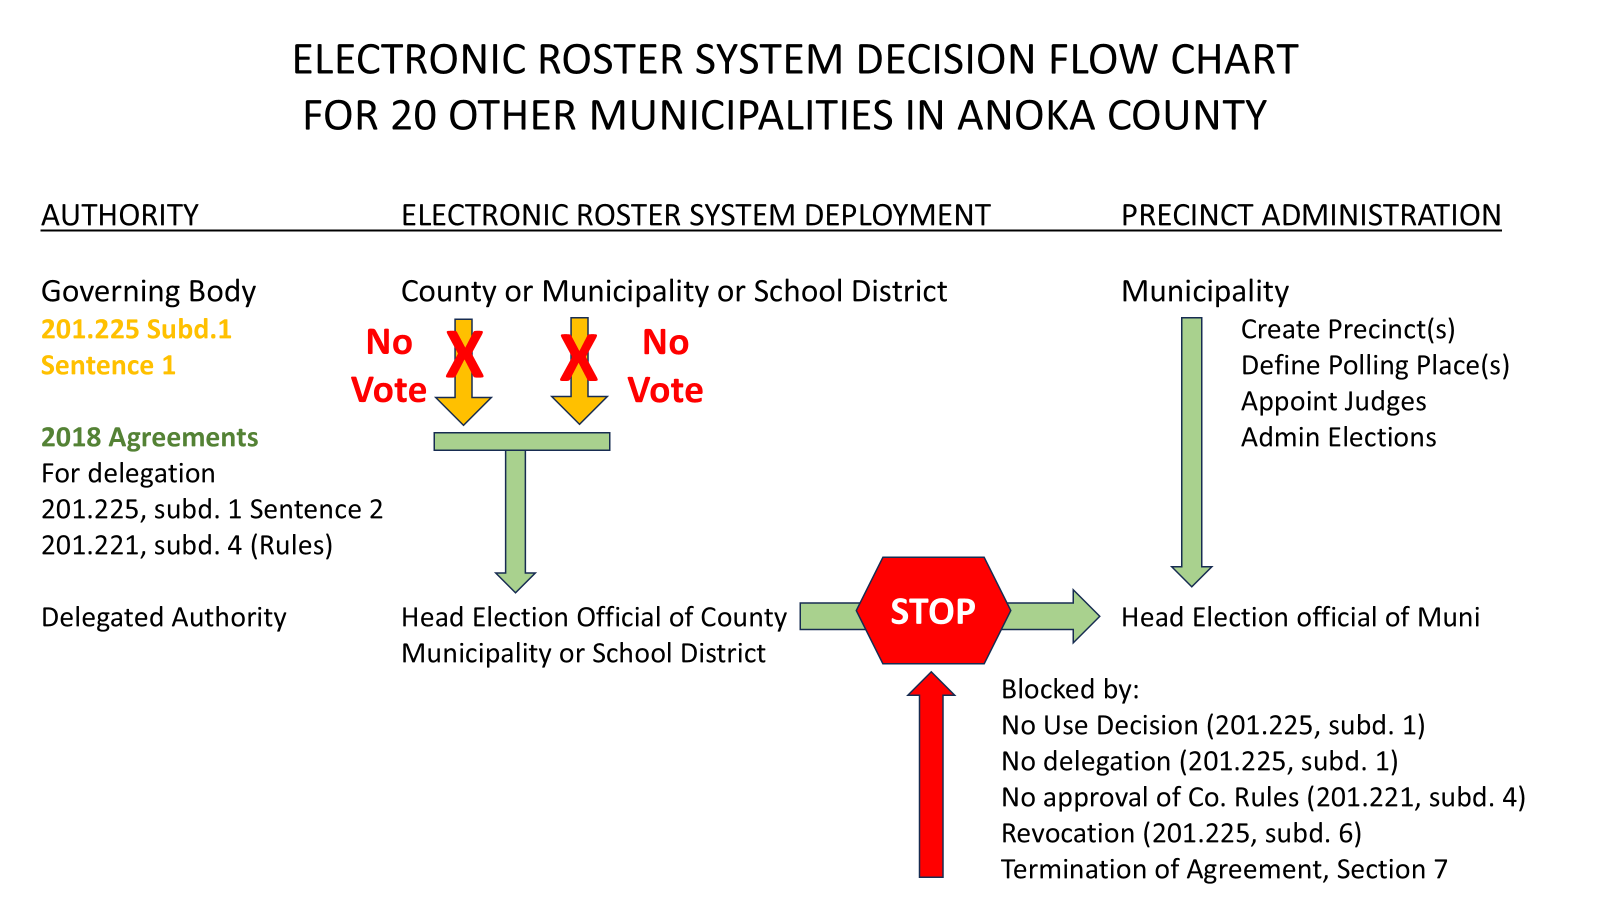 ELECTRONIC ROSTER SYSTEM DECISION FLOW CHART
FOR 20 OTHER MUNICIPALITIES IN ANOKA COUNTY
AUTHORITY
ELECTRONIC ROSTER SYSTEM DEPLOYMENT
PRECINCT ADMINISTRATION
Governing Body
201.225 Subd.1
Sentence 1
County or Municipality or School District
No
Vote
X
X
No
Vote
Municipality
Create Precinct(s)
Define Polling Place(s)
Appoint Judges
Admin Elections
2018 Agreements
For delegation
201.225, subd. 1 Sentence 2
201.221, subd. 4 (Rules)
Delegated Authority
Head Election Official of County
Municipality or School District
STOP
Head Election official of Muni
Blocked by:
No Use Decision (201.225, subd. 1)
No delegation (201.225, subd. 1)
No approval of Co. Rules (201.221, subd. 4)
Revocation (201.225, subd. 6)
Termination of Agreement, Section 7